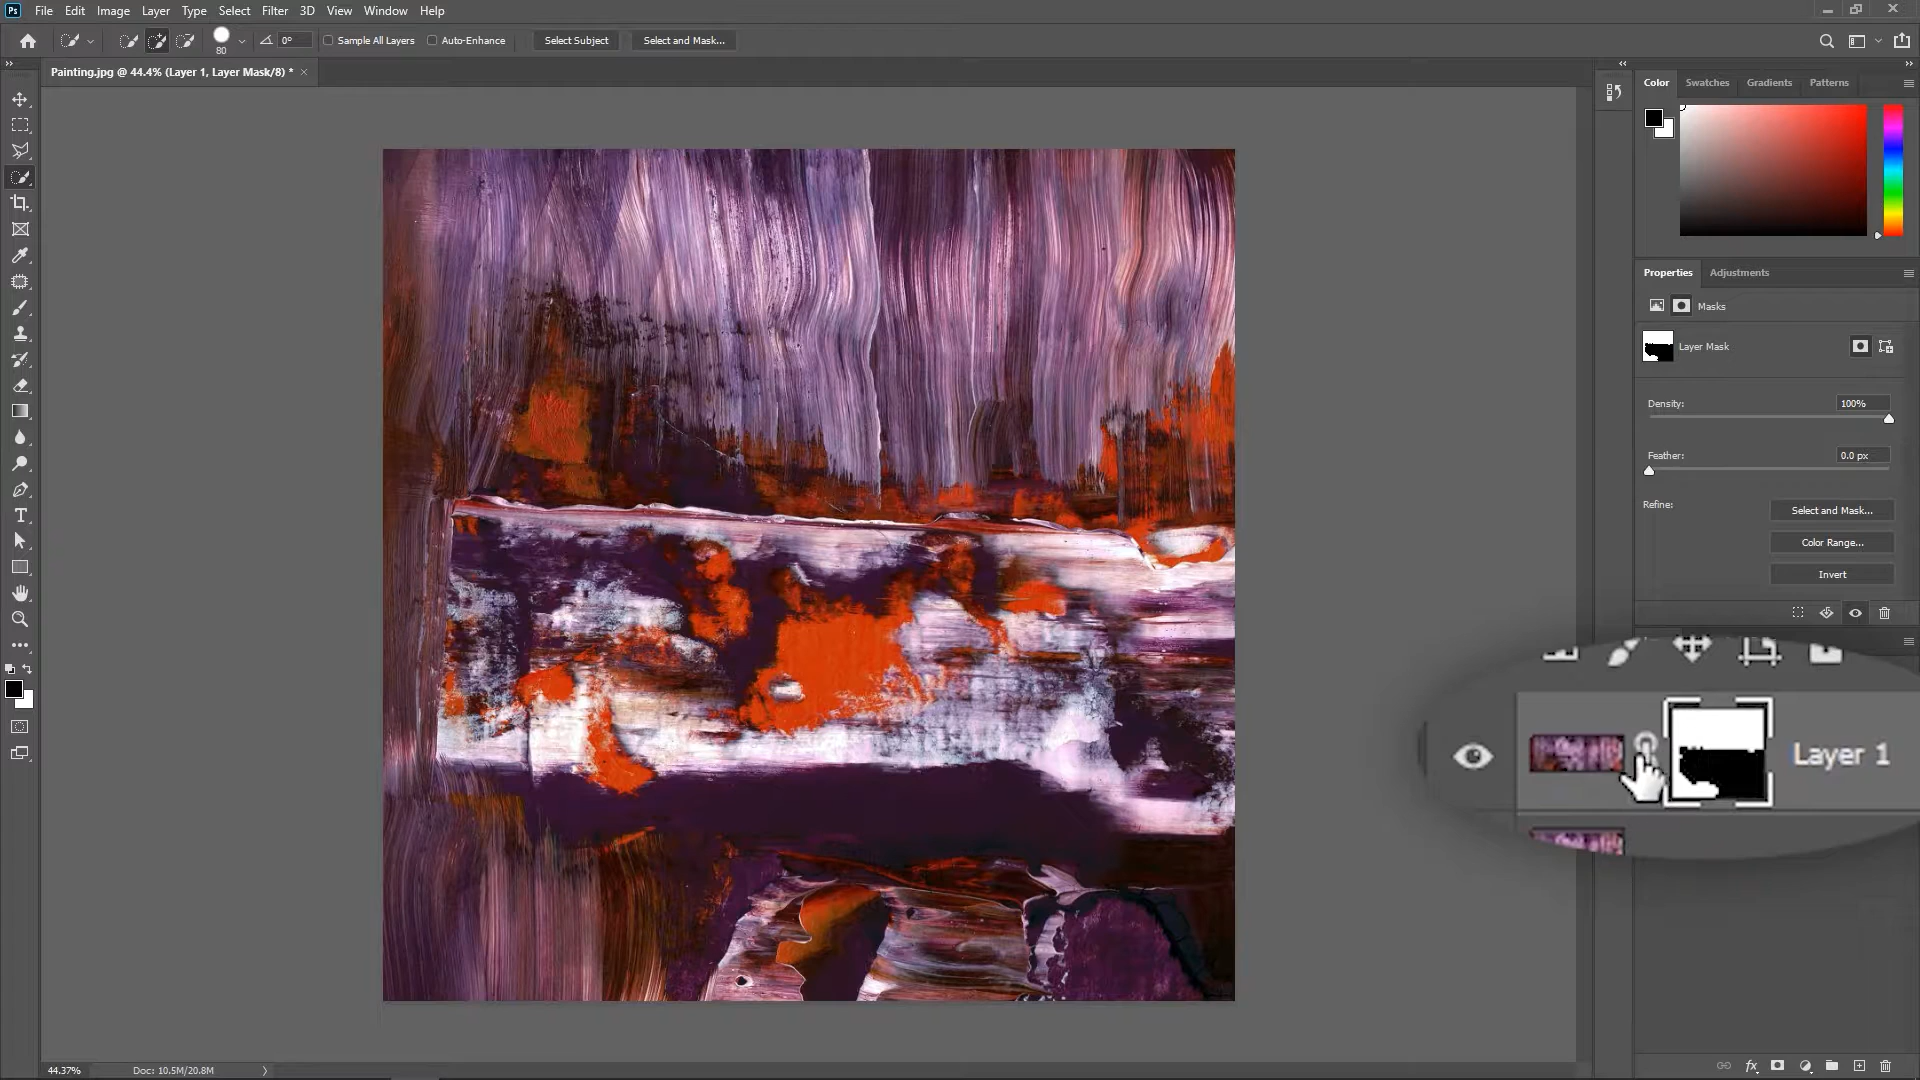 Ps File Edit Image Layer Type Select Filter 3D View Window Help
80 0° Sample All Layers Auto-Enhance Select Subject Select and Mask...
Painting.jpg @ 44.4% (Layer 1, Layer Mask/8) * ×
Color Swatches Gradients Patterns
Properties Adjustments
Masks
Layer Mask
Density: 100%
Feather: 0.0 px
Refine: Select and Mask...
Color Range...
Invert
Layer 1
44.37% Doc: 10.5M/20.8M
fx